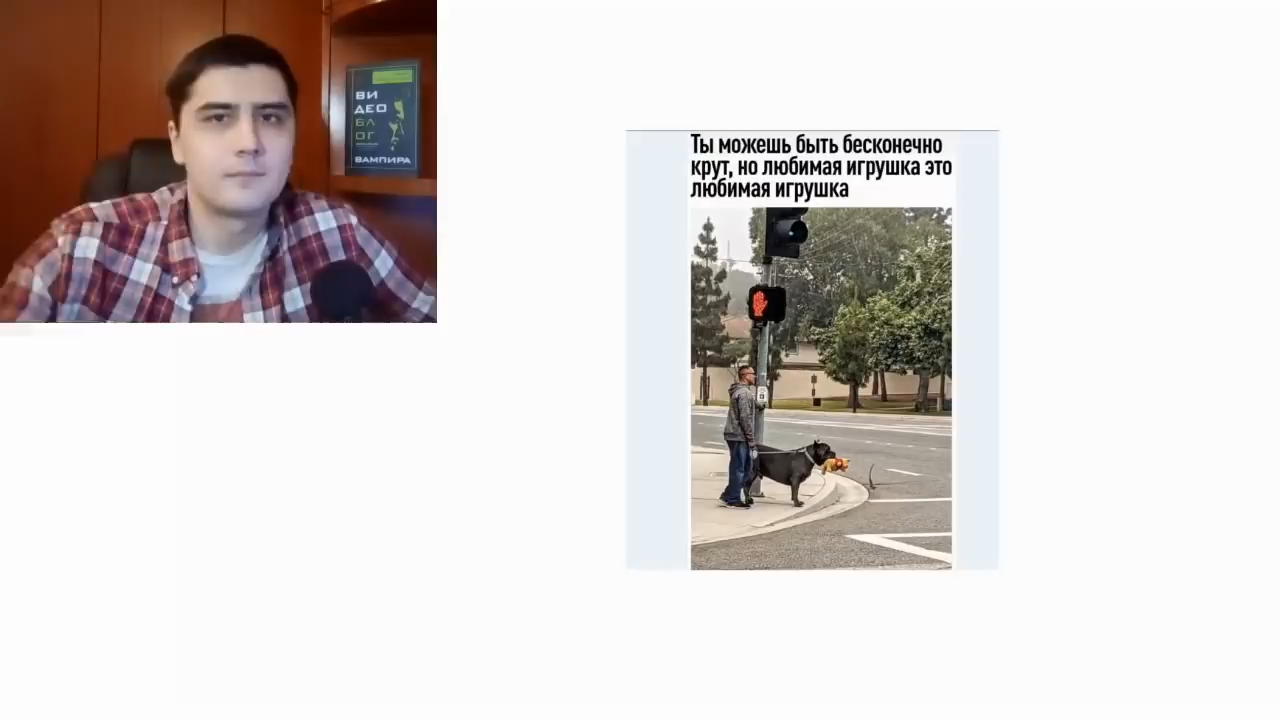 ВИ
ДЕО
БЛ
ОГ
ВАМПИРА
Ты можешь быть бесконечно
крут, но любимая игрушка это
любимая игрушка